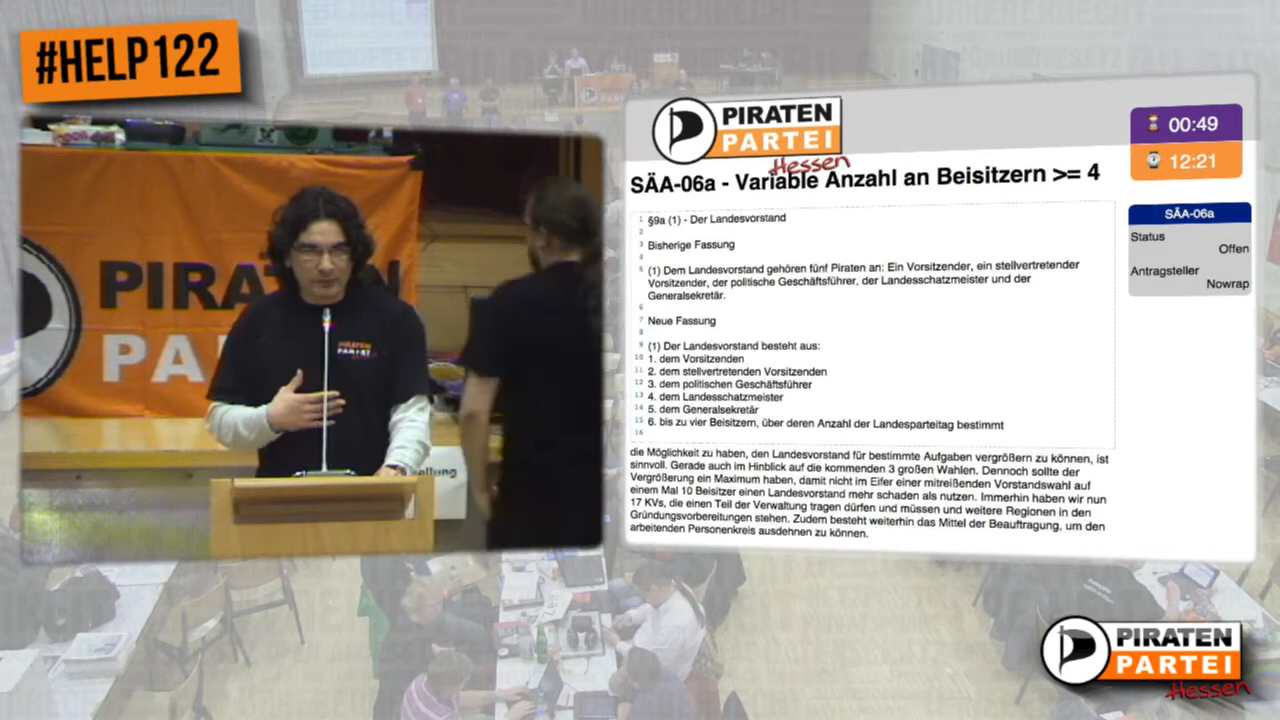 #HELP122
PIRATEN
PA
PIRATEN
PARTEI
PIRATEN
PARTEI
Hessen
00:49
12:21
SÄA-06a - Variable Anzahl an Beisitzern >= 4
1 §9a (1) - Der Landesvorstand
2
3 Bisherige Fassung
4
5 (1) Dem Landesvorstand gehören fünf Piraten an: Ein Vorsitzender, ein stellvertretender
Vorsitzender, der politische Geschäftsführer, der Landesschatzmeister und der
Generalsekretär.
6
7 Neue Fassung
8
9 (1) Der Landesvorstand besteht aus:
10 1. dem Vorsitzenden
11 2. dem stellvertretenden Vorsitzenden
12 3. dem politischen Geschäftsführer
13 4. dem Landesschatzmeister
14 5. dem Generalsekretär
15 6. bis zu vier Beisitzern, über deren Anzahl der Landesparteitag bestimmt
16
die Möglichkeit zu haben, den Landesvorstand für bestimmte Aufgaben vergrößern zu können, ist
sinnvoll. Gerade auch im Hinblick auf die kommenden 3 großen Wahlen. Dennoch sollte der
Vergrößerung ein Maximum haben, damit nicht im Eifer einer mitreißenden Vorstandswahl auf
einem Mal 10 Beisitzer einen Landesvorstand mehr schaden als nutzen. Immerhin haben wir nun
17 KVs, die einen Teil der Verwaltung tragen dürfen und müssen und weitere Regionen in den
Gründungsvorbereitungen stehen. Zudem besteht weiterhin das Mittel der Beauftragung, um den
arbeitenden Personenkreis ausdehnen zu können.
SÄA-06a
Status
Offen
Antragsteller
Nowrap
PIRATEN
PARTEI
Hessen